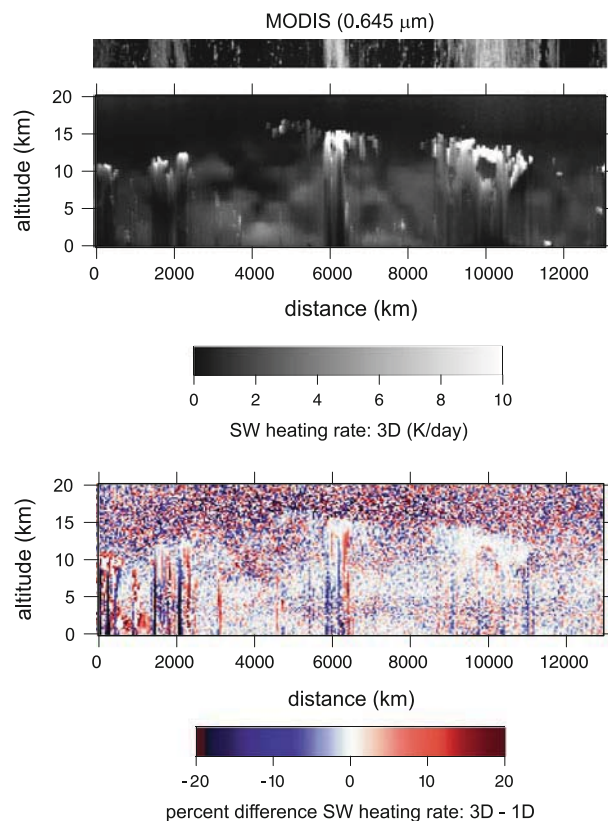 MODIS (0.645 μm)
20
15
10
5
0
altitude (km)
0 2000 4000 6000 8000 10000 12000
distance (km)
0 2 4 6 8 10
SW heating rate: 3D (K/day)
20
15
10
5
0
altitude (km)
0 2000 4000 6000 8000 10000 12000
distance (km)
-20 -10 0 10 20
percent difference SW heating rate: 3D - 1D